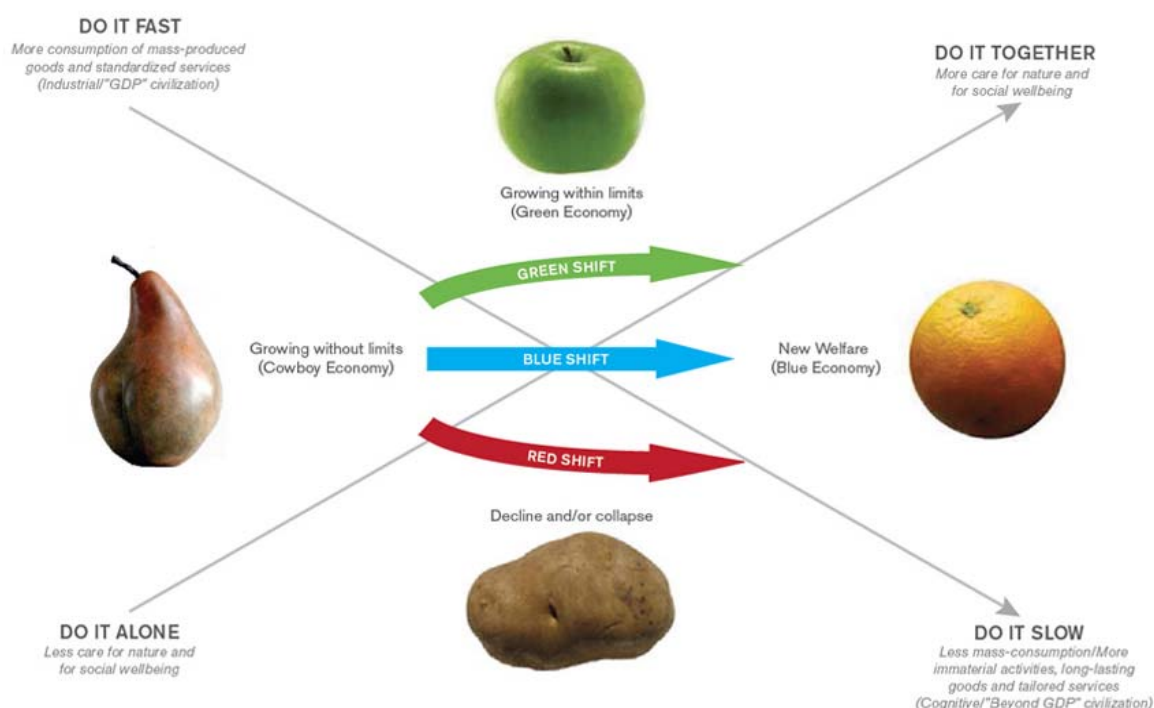 DO IT FAST
More consumption of mass-produced
goods and standardized services
(Industrial/"GDP" civilization)
DO IT TOGETHER
More care for nature and
for social wellbeing
Growing within limits
(Green Economy)
GREEN SHIFT
Growing without limits
(Cowboy Economy)
BLUE SHIFT
New Welfare
(Blue Economy)
RED SHIFT
Decline and/or collapse
DO IT ALONE
Less care for nature and
for social wellbeing
DO IT SLOW
Less mass-consumption/More
immaterial activities, long-lasting
goods and tailored services
(Cognitive/"Beyond GDP" civilization)